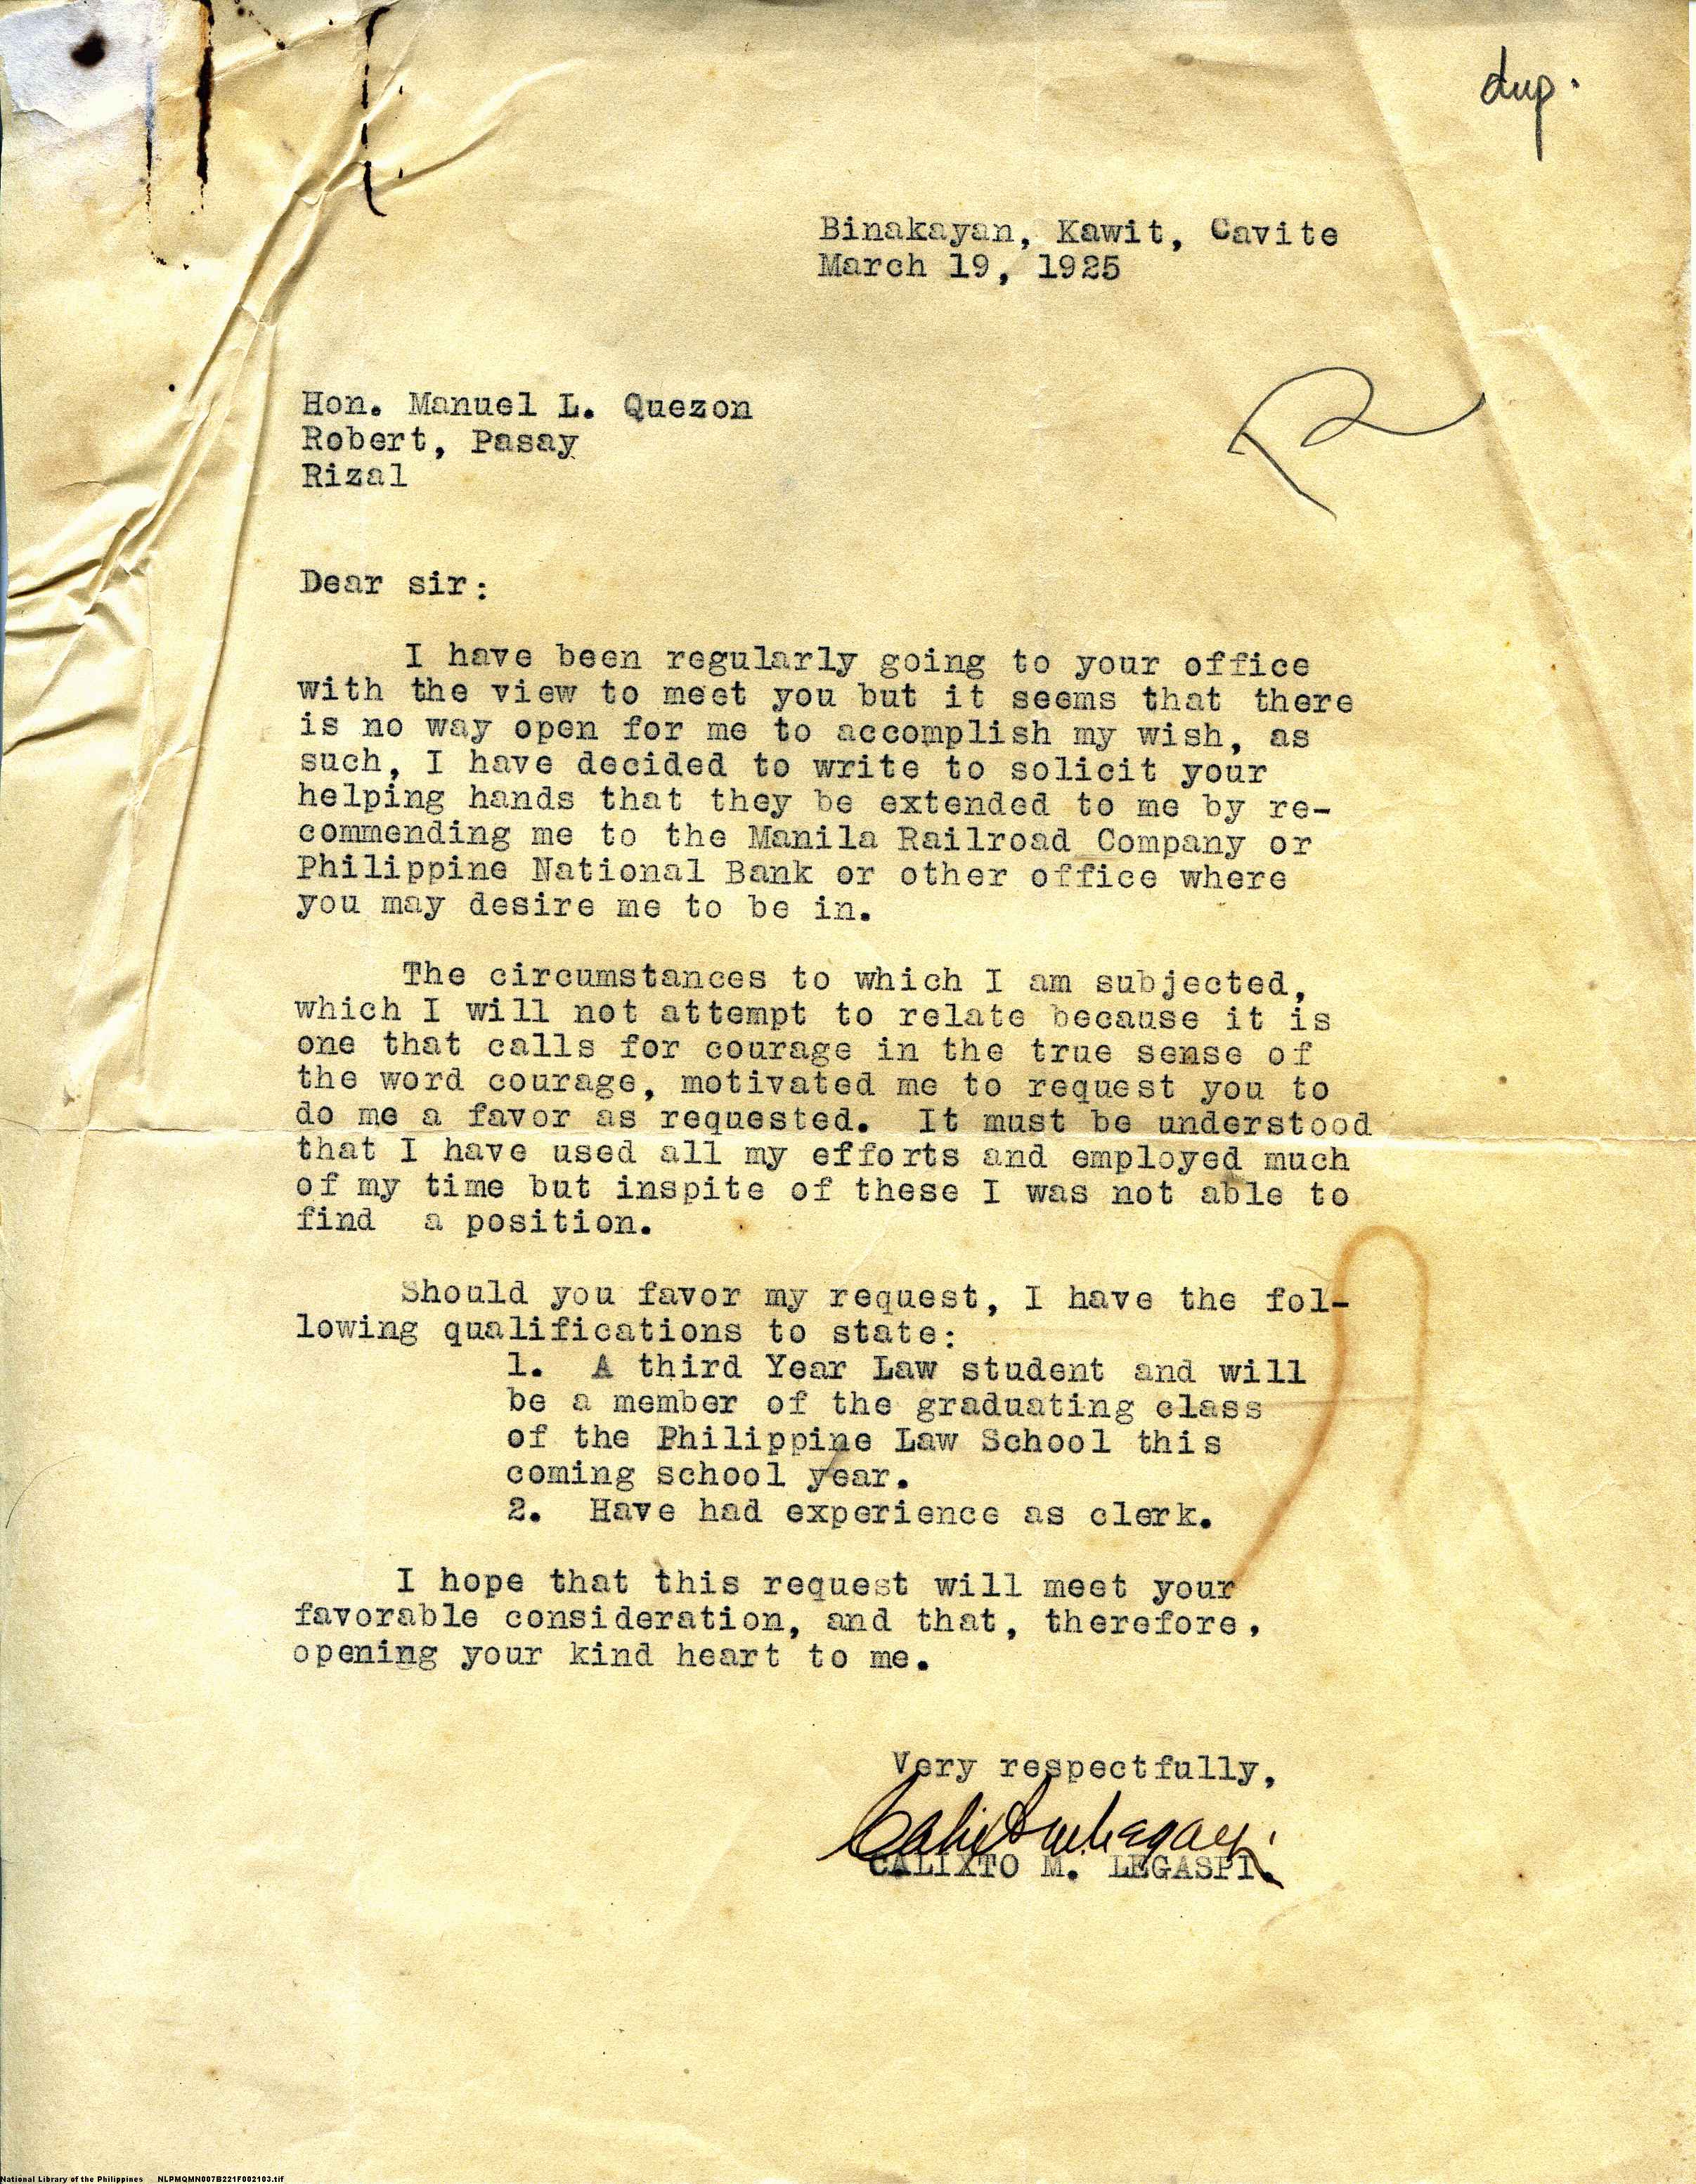 dup.
Binakayan, Kawit, Cavite
March 19, 1925
Hon. Manuel L. Quezon
Robert, Pasay
Rizal
Dear sir:
I have been regularly going to your office
with the view to meet you but it seems that there
is no way open for me to accomplish my wish, as
such, I have decided to write to solicit your
helping hands that they be extended to me by re-
commending me to the Manila Railroad Company or
Philippine National Bank or other office where
you may desire me to be in.
The circumstances to which I am subjected,
which I will not attempt to relate because it is
one that calls for courage in the true sense of
the word courage, motivated me to request you to
do me a favor as requested. It must be understood
that I have used all my efforts and employed much
of my time but inspite of these I was not able to
find a position.
Should you favor my request, I have the fol-
lowing qualifications to state:
1. A third Year Law student and will
be a member of the graduating class
of the Philippine Law School this
coming school year.
2. Have had experience as clerk.
I hope that this request will meet your
favorable consideration, and that, therefore,
opening your kind heart to me.
Very respectfully,
Calixto M. Legaspi.
CALIXTO M. LEGASPI.
National Library of the Philippines NLPMQMN007B221F002103.tif